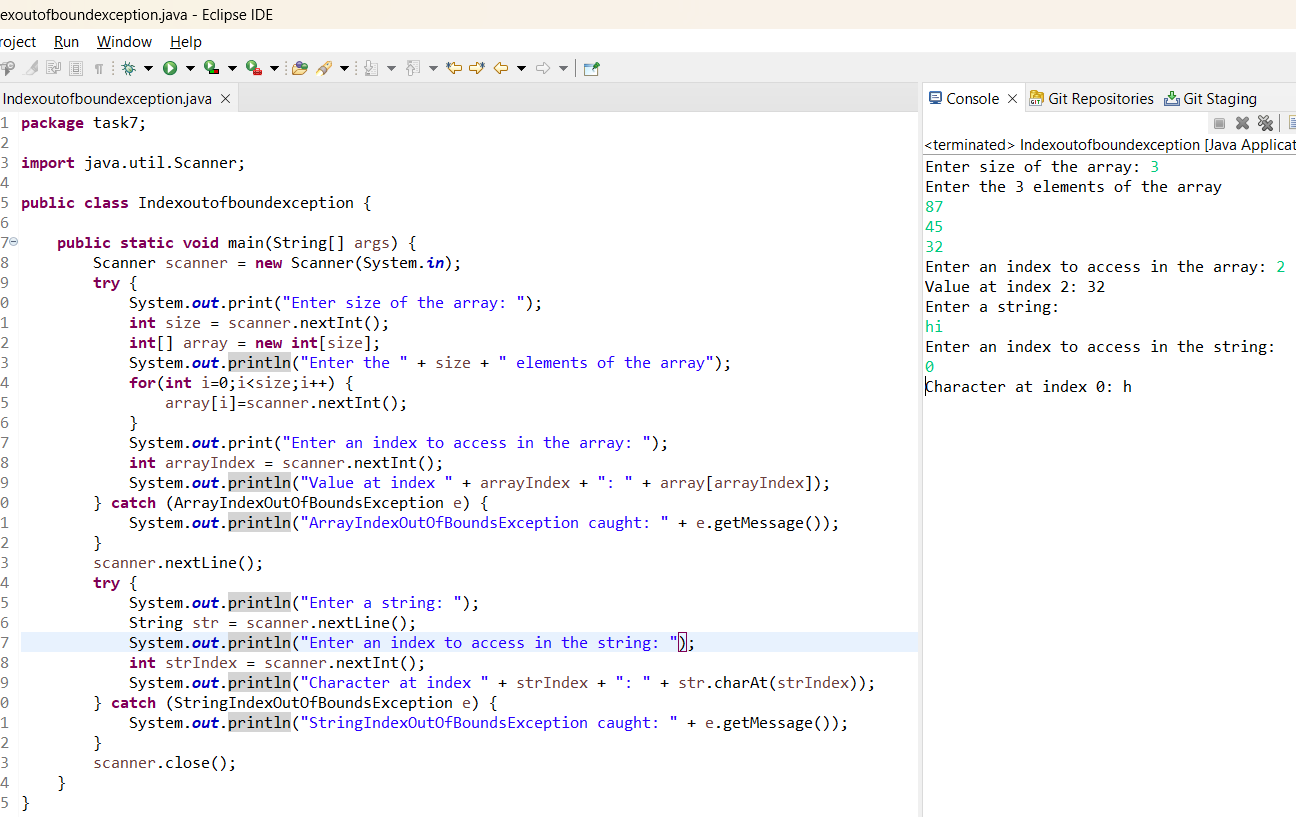 exoutofboundexception.java - Eclipse IDE
roject Run Window Help
Indexoutofboundexception.java
1 package task7;
2
3 import java.util.Scanner;
4
5 public class Indexoutofboundexception {
6
7     public static void main(String[] args) {
8         Scanner scanner = new Scanner(System.in);
9         try {
0             System.out.print("Enter size of the array: ");
1             int size = scanner.nextInt();
2             int[] array = new int[size];
3             System.out.println("Enter the " + size + " elements of the array");
4             for(int i=0;i<size;i++) {
5                 array[i]=scanner.nextInt();
6             }
7             System.out.print("Enter an index to access in the array: ");
8             int arrayIndex = scanner.nextInt();
9             System.out.println("Value at index " + arrayIndex + ": " + array[arrayIndex]);
0         } catch (ArrayIndexOutOfBoundsException e) {
1             System.out.println("ArrayIndexOutOfBoundsException caught: " + e.getMessage());
2         }
3         scanner.nextLine();
4         try {
5             System.out.println("Enter a string: ");
6             String str = scanner.nextLine();
7             System.out.println("Enter an index to access in the string: ");
8             int strIndex = scanner.nextInt();
9             System.out.println("Character at index " + strIndex + ": " + str.charAt(strIndex));
0         } catch (StringIndexOutOfBoundsException e) {
1             System.out.println("StringIndexOutOfBoundsException caught: " + e.getMessage());
2         }
3         scanner.close();
4     }
5 }
Console Git Repositories Git Staging
<terminated> Indexoutofboundexception [Java Applicat
Enter size of the array: 3
Enter the 3 elements of the array
87
45
32
Enter an index to access in the array: 2
Value at index 2: 32
Enter a string:
hi
Enter an index to access in the string:
0
Character at index 0: h